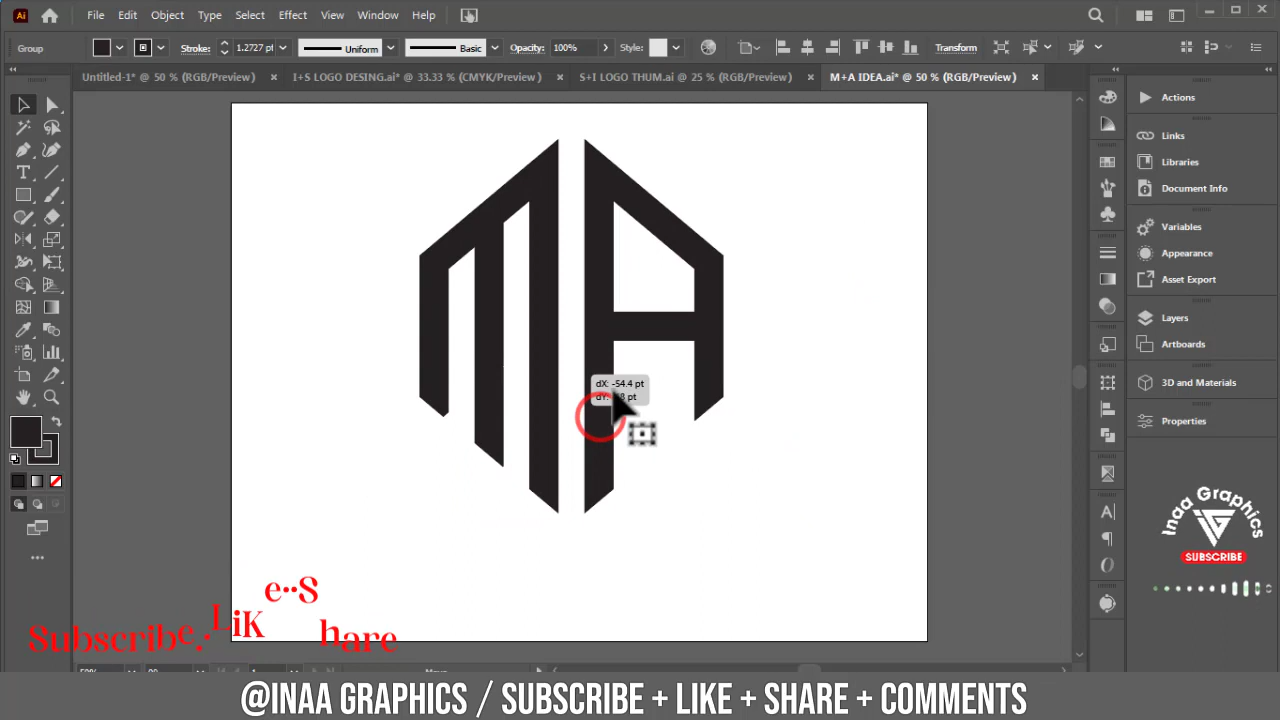 Ai File Edit Object Type Select Effect View Window Help
Group Stroke: 1.2727 pt Uniform Basic Opacity: 100% Style: Transform
Untitled-1* @ 50 % (RGB/Preview) × I+S LOGO DESING.ai* @ 33.33 % (CMYK/Preview) × S+I LOGO THUM.ai @ 25 % (RGB/Preview) × M+A IDEA.ai* @ 50 % (RGB/Preview) ×
Actions
Links
Libraries
Document Info
Variables
Appearance
Asset Export
Layers
Artboards
3D and Materials
Properties
MA
dX: -54.4 pt
dY: pt
Inaa Graphics
SUBSCRIBE
Subscribe..LiKe..Share
@INAA GRAPHICS / SUBSCRIBE + LIKE + SHARE + COMMENTS